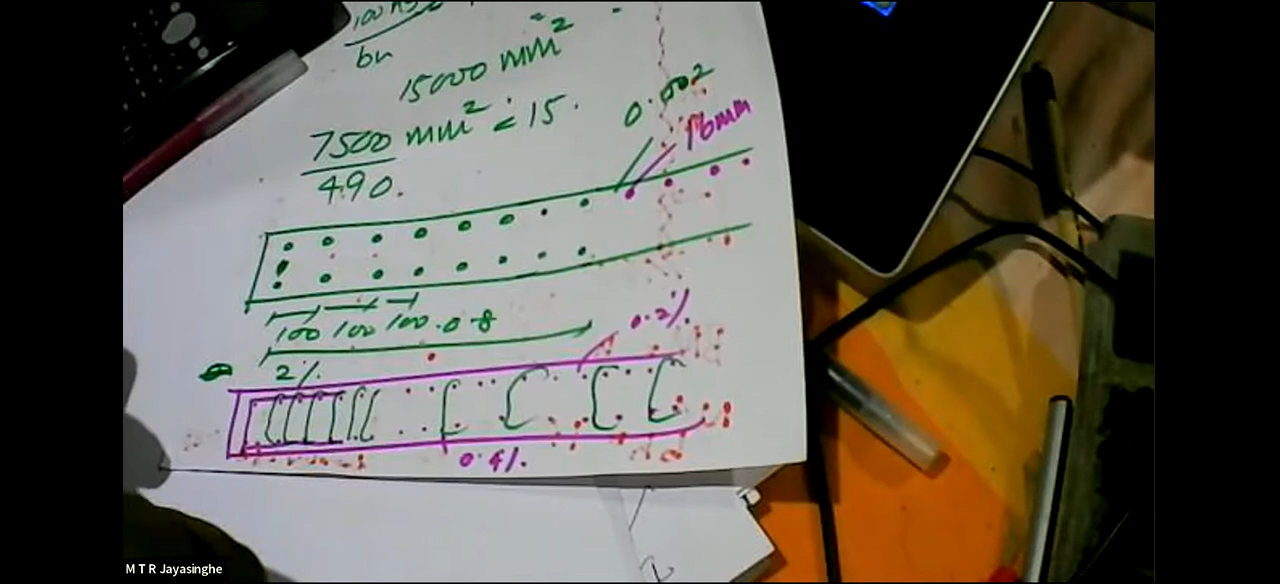 bh
15000 mm²
7500 mm² = 15.
490.
0.002
16mm
100 100 100 . 0.8
2%
0.2%
0.4%
M T R Jayasinghe